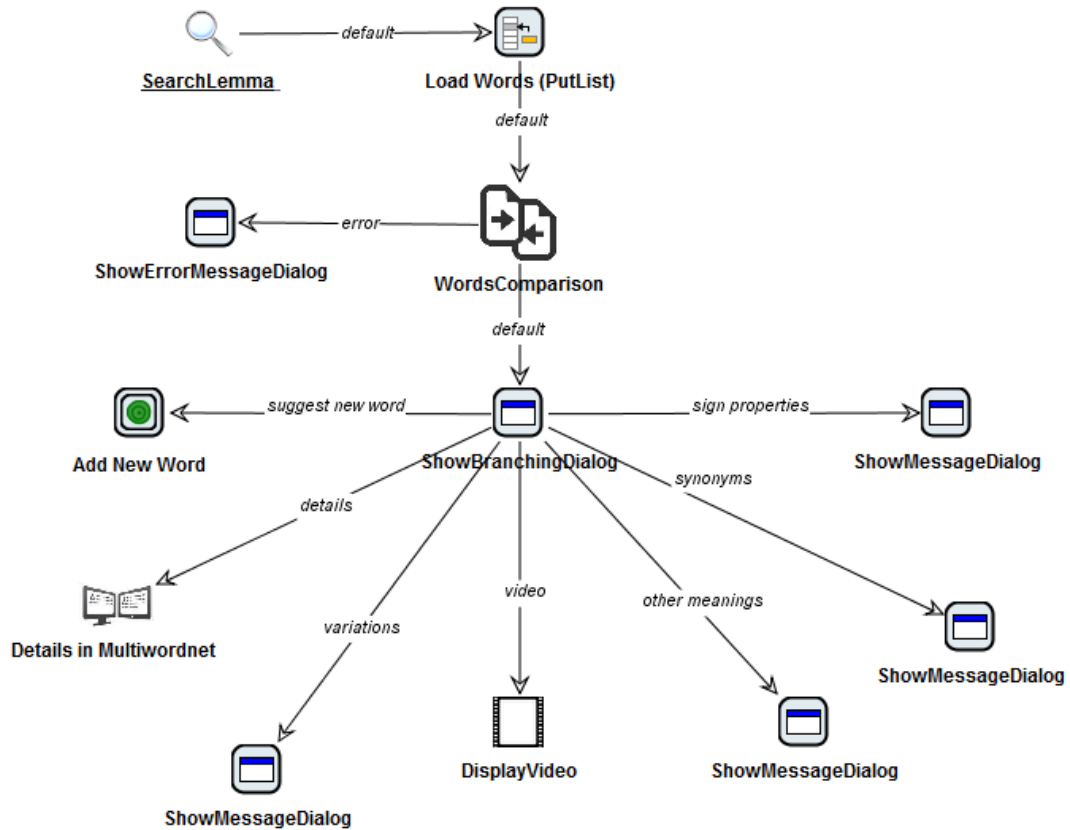 default
SearchLemma
Load Words (PutList)
default
error
ShowErrorMessageDialog
WordsComparison
default
suggest new word
sign properties
Add New Word
ShowBranchingDialog
ShowMessageDialog
synonyms
details
video
other meanings
variations
Details in Multiwordnet
ShowMessageDialog
DisplayVideo
ShowMessageDialog
ShowMessageDialog